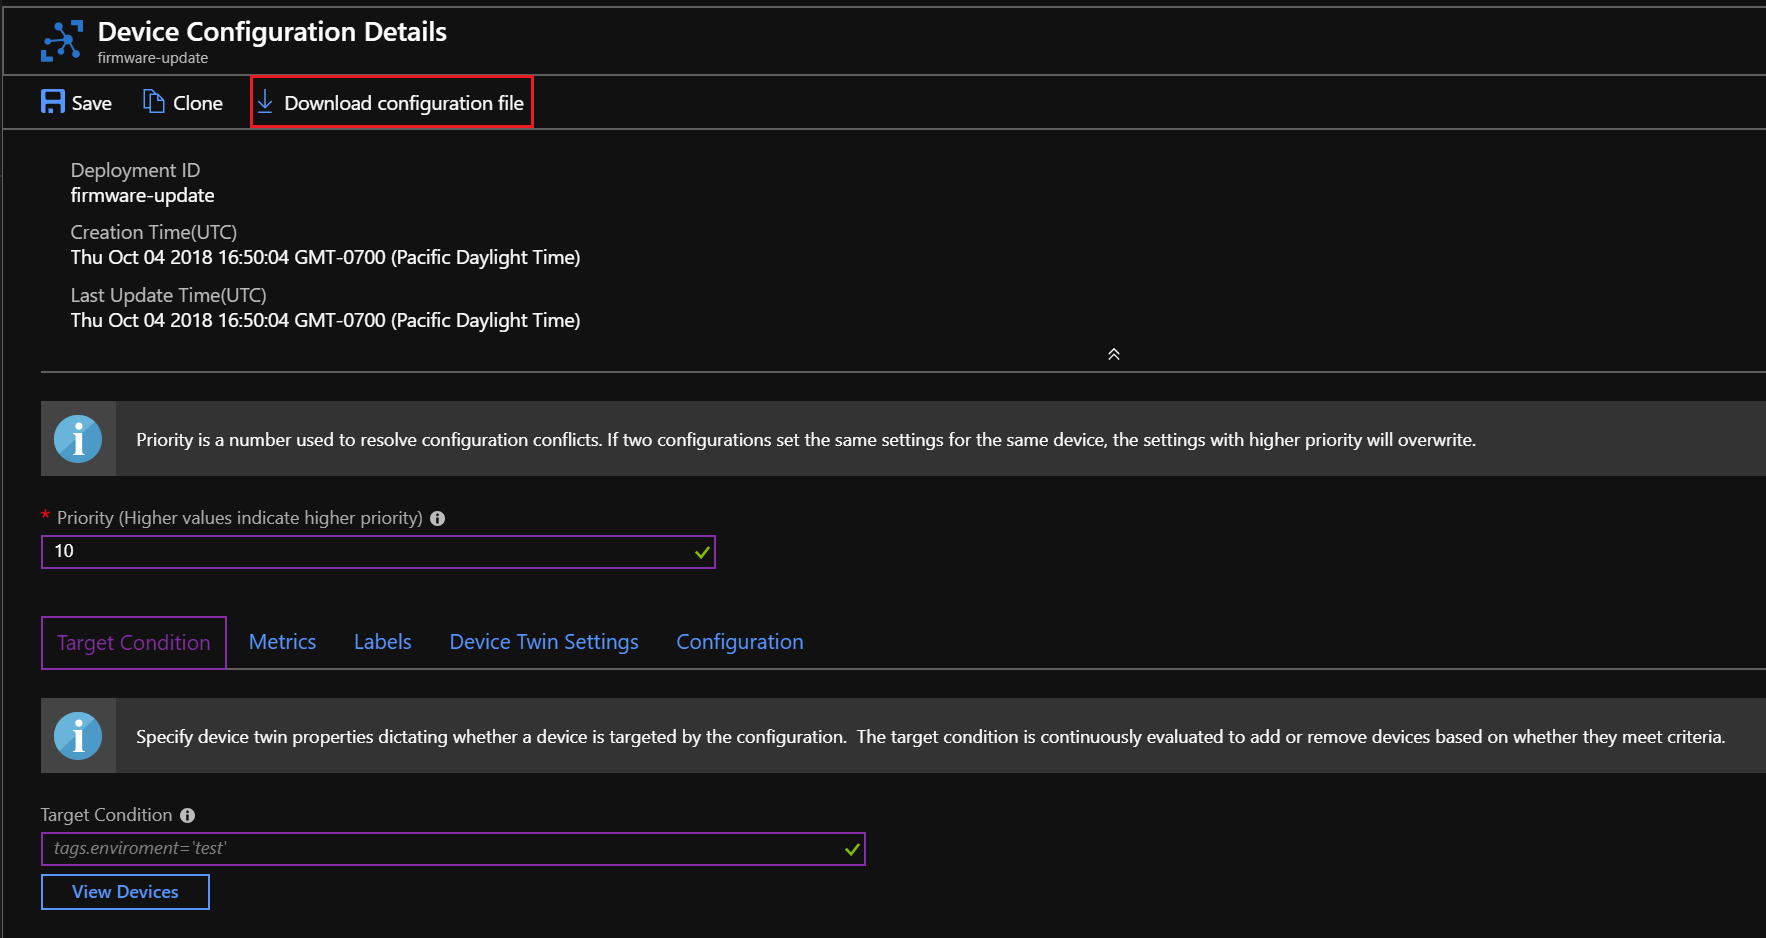 Device Configuration Details
firmware-update
Save Clone Download configuration file
Deployment ID
firmware-update
Creation Time(UTC)
Thu Oct 04 2018 16:50:04 GMT-0700 (Pacific Daylight Time)
Last Update Time(UTC)
Thu Oct 04 2018 16:50:04 GMT-0700 (Pacific Daylight Time)
Priority is a number used to resolve configuration conflicts. If two configurations set the same settings for the same device, the settings with higher priority will overwrite.
* Priority (Higher values indicate higher priority)
10
Target Condition Metrics Labels Device Twin Settings Configuration
Specify device twin properties dictating whether a device is targeted by the configuration.  The target condition is continuously evaluated to add or remove devices based on whether they meet criteria.
Target Condition
tags.enviroment='test'
View Devices